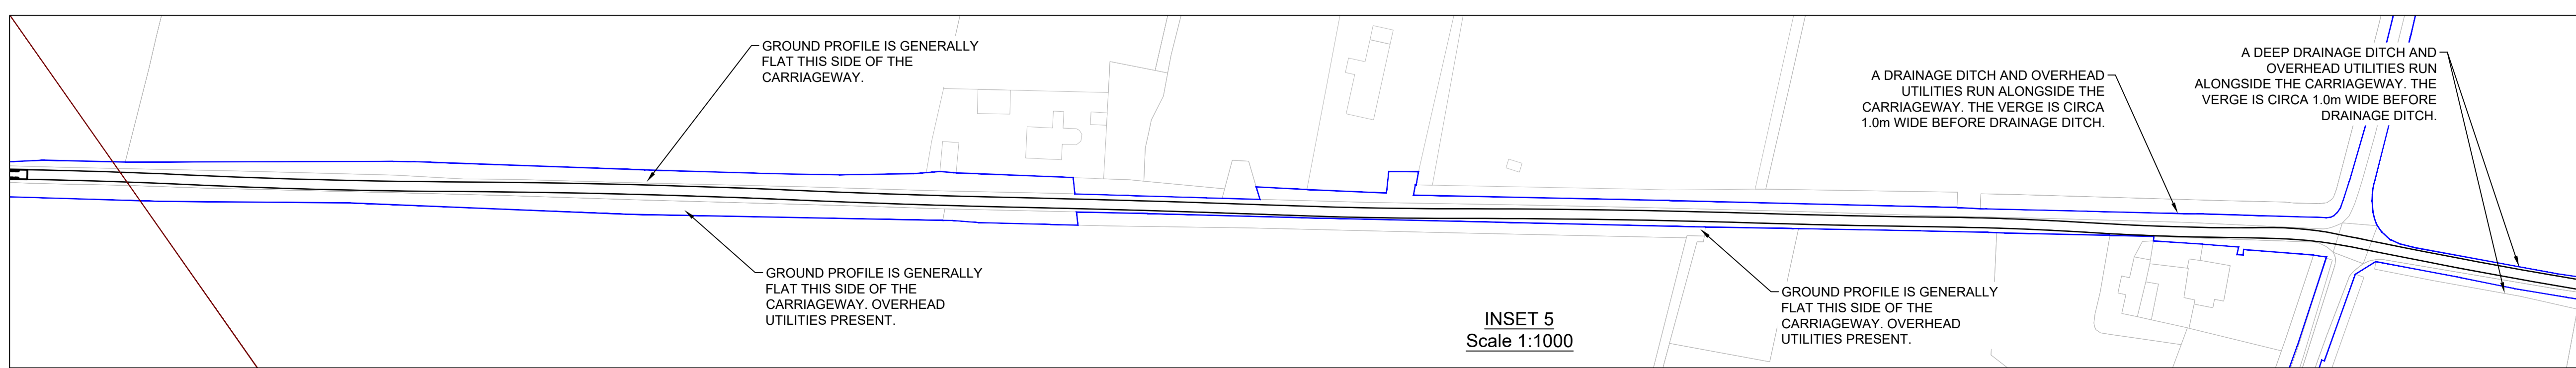 GROUND PROFILE IS GENERALLY
FLAT THIS SIDE OF THE
CARRIAGEWAY.
A DRAINAGE DITCH AND OVERHEAD
UTILITIES RUN ALONGSIDE THE
CARRIAGEWAY. THE VERGE IS CIRCA
1.0m WIDE BEFORE DRAINAGE DITCH.
A DEEP DRAINAGE DITCH AND
OVERHEAD UTILITIES RUN
ALONGSIDE THE CARRIAGEWAY. THE
VERGE IS CIRCA 1.0m WIDE BEFORE
DRAINAGE DITCH.
GROUND PROFILE IS GENERALLY
FLAT THIS SIDE OF THE
CARRIAGEWAY. OVERHEAD
UTILITIES PRESENT.
INSET 5
Scale 1:1000
GROUND PROFILE IS GENERALLY
FLAT THIS SIDE OF THE
CARRIAGEWAY. OVERHEAD
UTILITIES PRESENT.